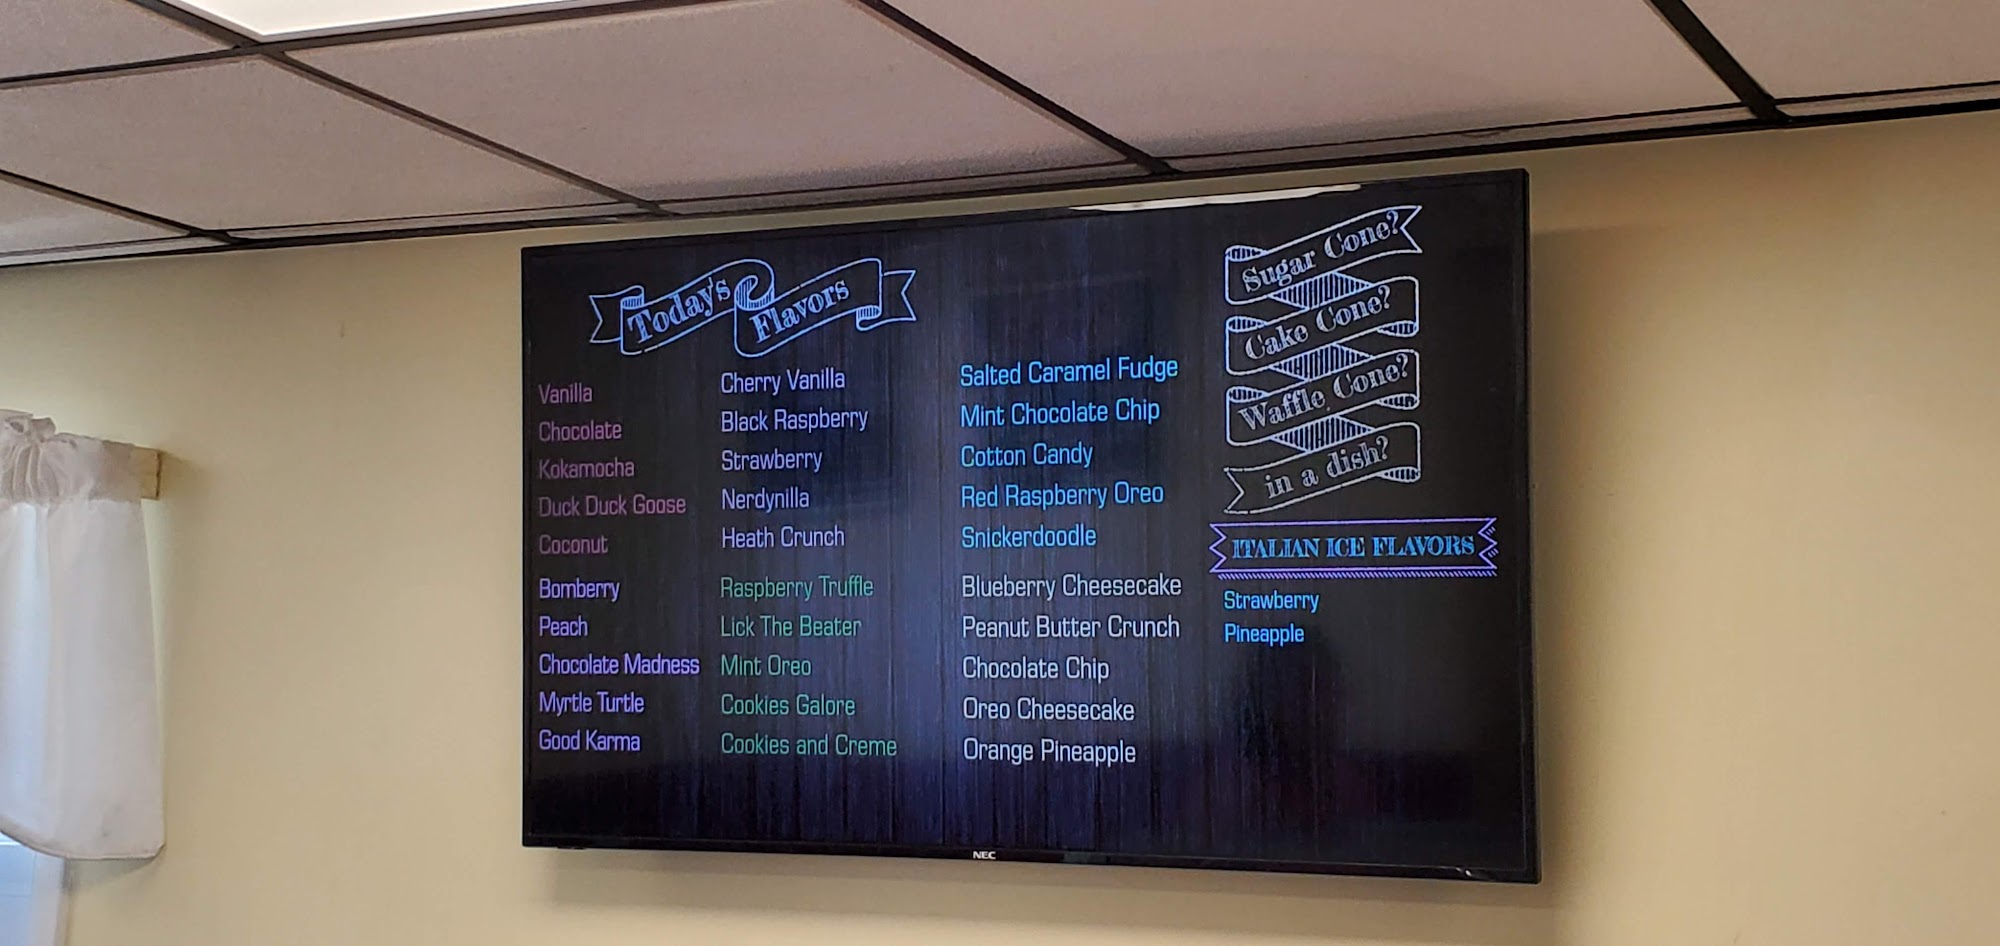 Today's Flavors
Vanilla
Chocolate
Kokamocha
Duck Duck Goose
Coconut
Bomberry
Peach
Chocolate Madness
Myrtle Turtle
Good Karma
Cherry Vanilla
Black Raspberry
Strawberry
Nerdynilla
Heath Crunch
Raspberry Truffle
Lick The Beater
Mint Oreo
Cookies Galore
Cookies and Creme
Salted Caramel Fudge
Mint Chocolate Chip
Cotton Candy
Red Raspberry Oreo
Snickerdoodle
Blueberry Cheesecake
Peanut Butter Crunch
Chocolate Chip
Oreo Cheesecake
Orange Pineapple
Sugar Cone?
Cake Cone?
Waffle Cone?
in a dish?
ITALIAN ICE FLAVORS
Strawberry
Pineapple
NEC